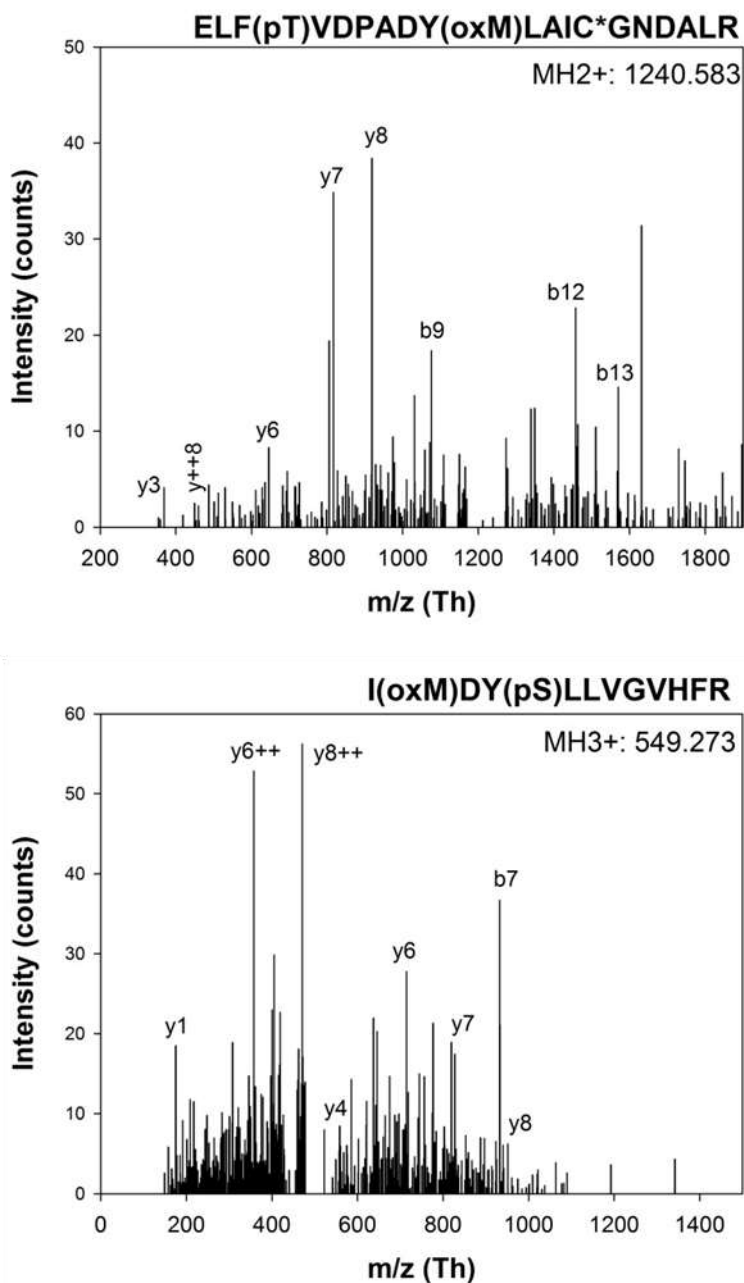 ELF(pT)VDPADY(oxM)LAIC*GNDALR
MH2+: 1240.583
50
40
30
20
10
0
Intensity (counts)
y3
y++8
y6
y7
y8
b9
b12
b13
200 400 600 800 1000 1200 1400 1600 1800
m/z (Th)
I(oxM)DY(pS)LLVGVHFR
MH3+: 549.273
60
50
40
30
20
10
0
Intensity (counts)
y1
y6++
y8++
y4
y6
y7
b7
y8
0 200 400 600 800 1000 1200 1400
m/z (Th)